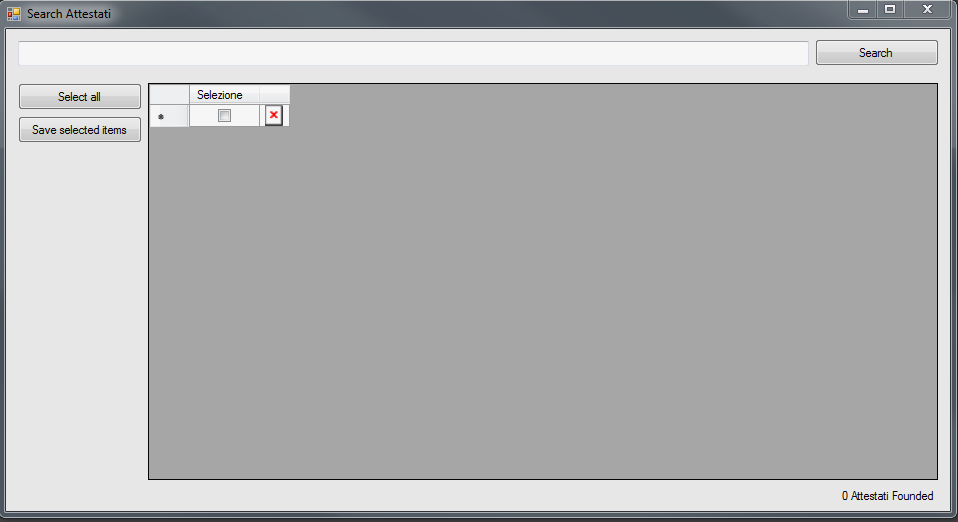 Search Attestati
Search
Select all
Save selected items
Selezione
0 Attestati Founded